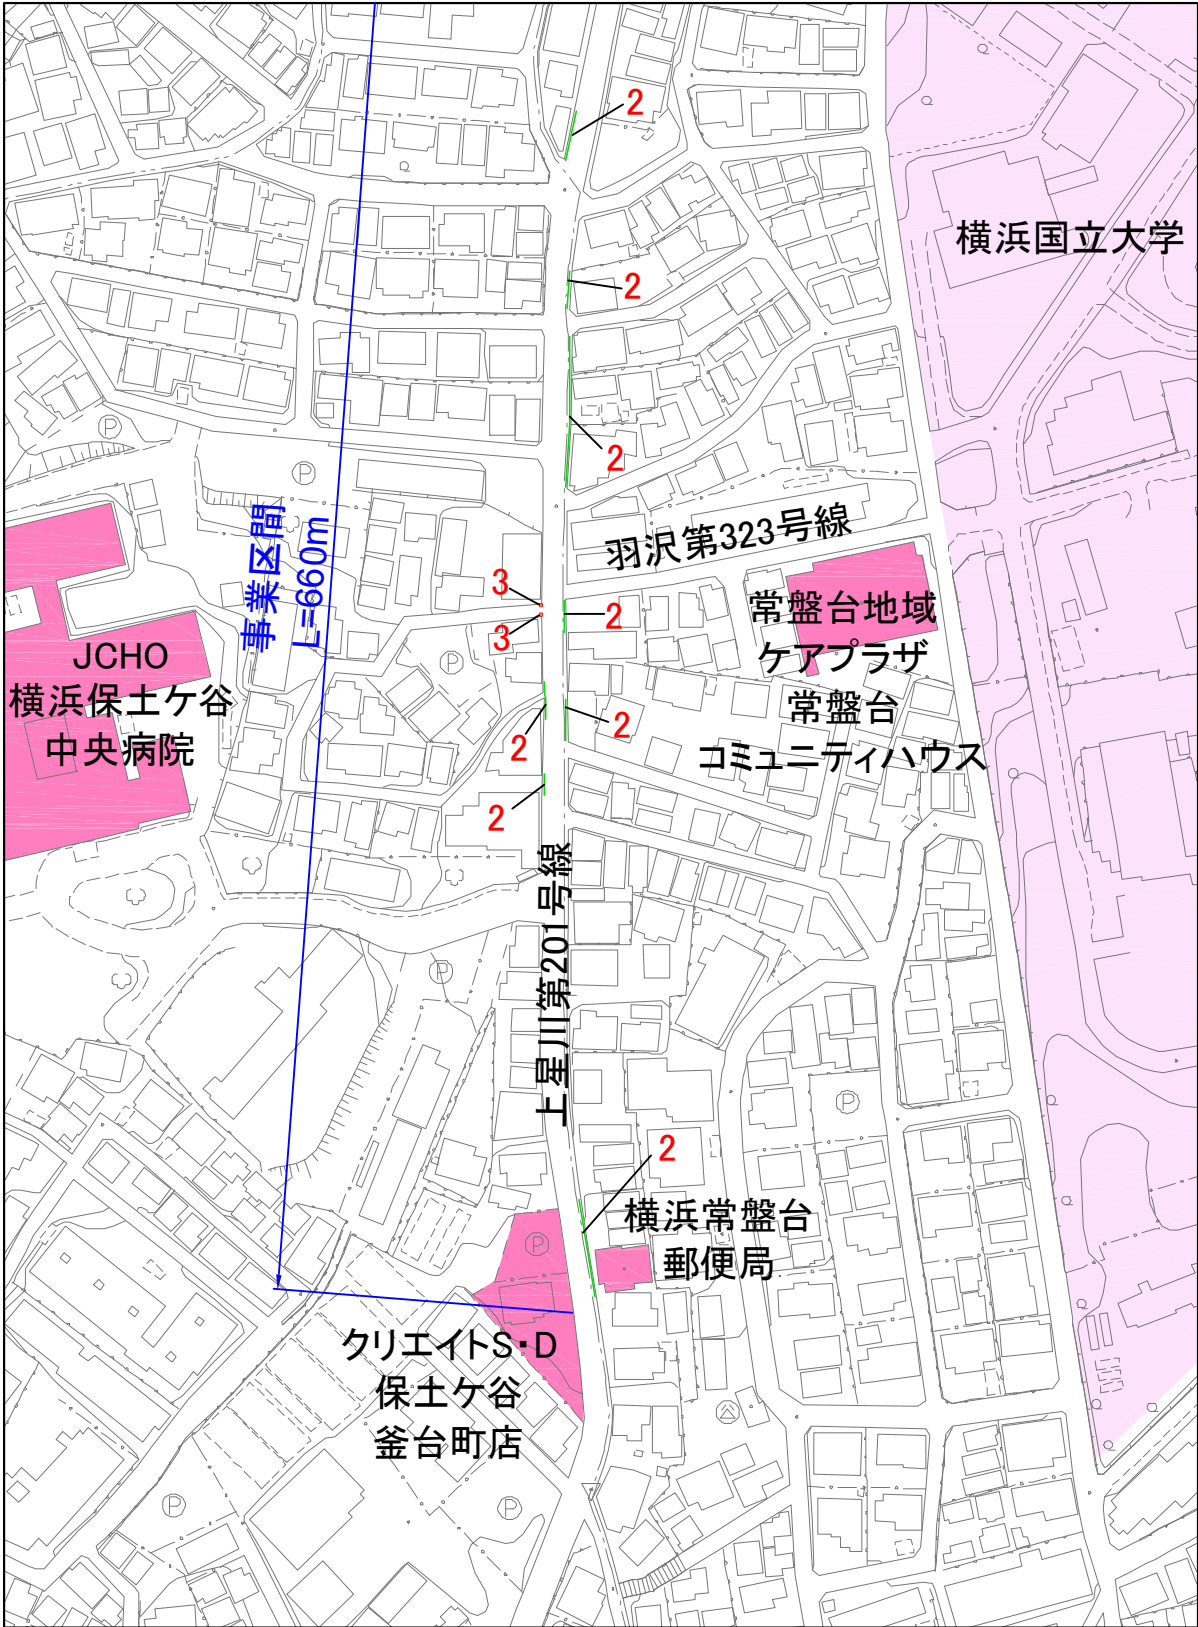 2
横浜国立大学
2
2
事業区間
L=660m
羽沢第323号線
3
3
2
常盤台地域
ケアプラザ
常盤台
コミュニティハウス
JCHO
横浜保土ケ谷
中央病院
2
2
2
上星川第201号線
P
P
P
P
P
2
横浜常盤台
郵便局
P
クリエイトS・D
保土ケ谷
釜台町店
P
P